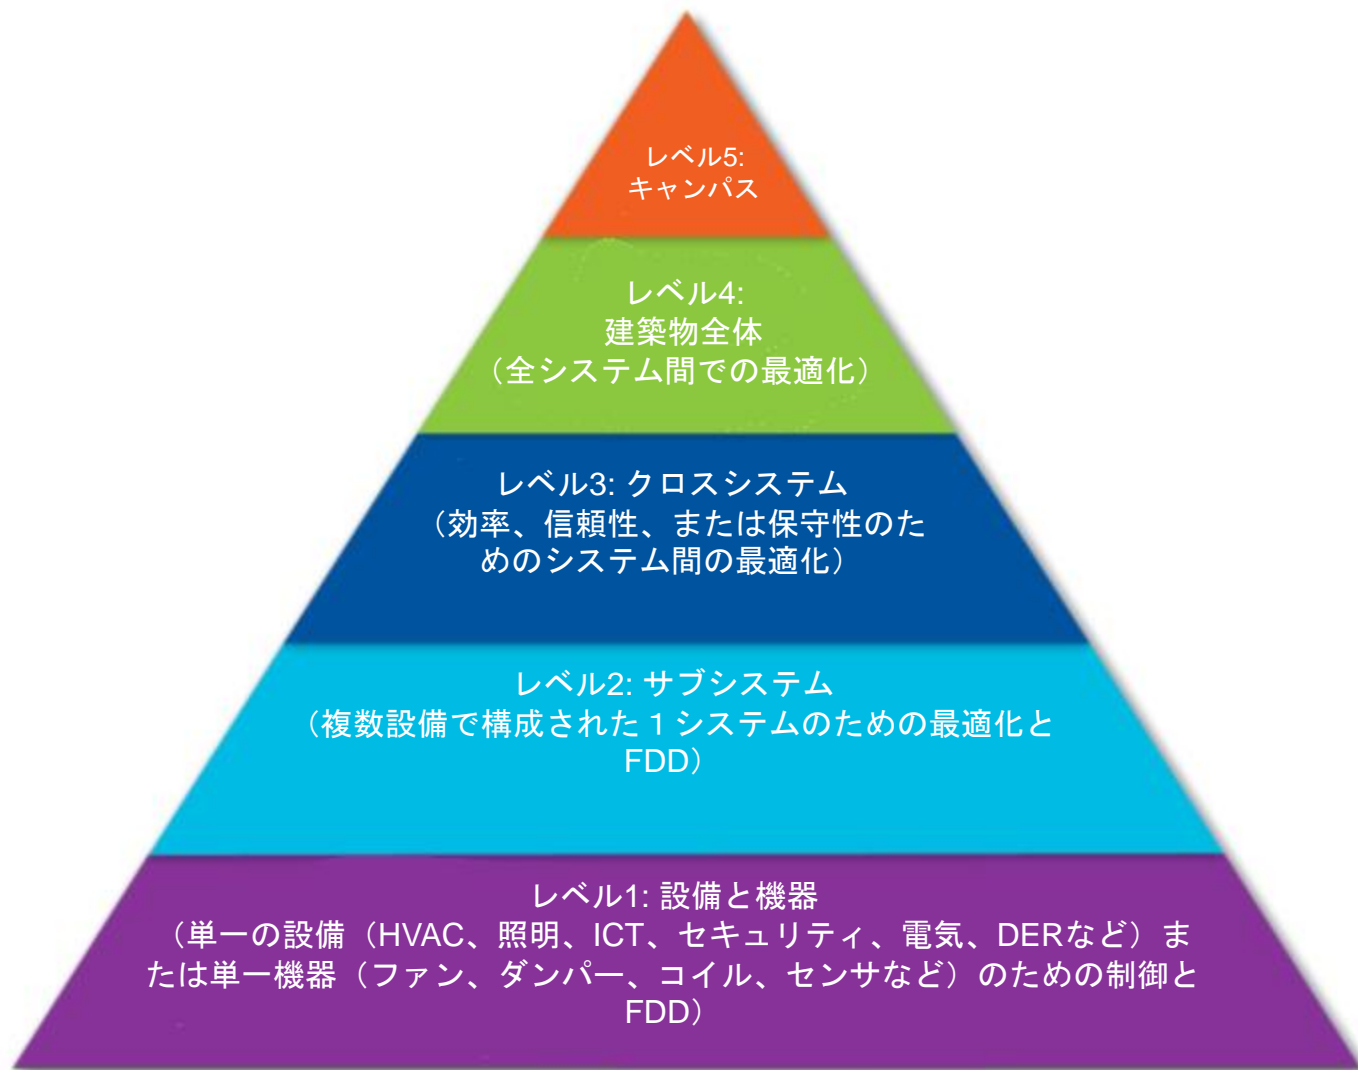 レベル5:
キャンパス
レベル4:
建築物全体
（全システム間での最適化）
レベル3: クロスシステム
（効率、信頼性、または保守性のた
めのシステム間の最適化）
レベル2: サブシステム
（複数設備で構成された１システムのための最適化と
FDD）
レベル1: 設備と機器
（単一の設備（HVAC、照明、ICT、セキュリティ、電気、DERなど）ま
たは単一機器（ファン、ダンパー、コイル、センサなど）のための制御と
FDD）